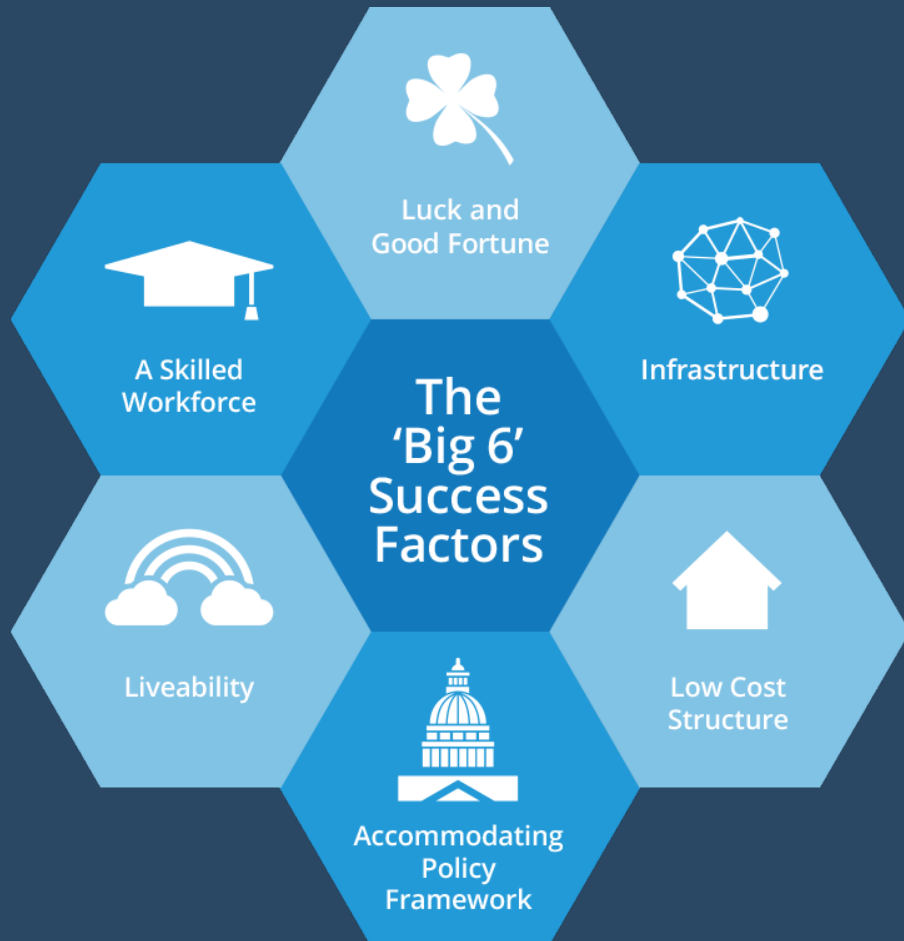 Luck and
Good Fortune
A Skilled
Workforce
Infrastructure
The
‘Big 6’
Success
Factors
Liveability
Low Cost
Structure
Accommodating
Policy
Framework